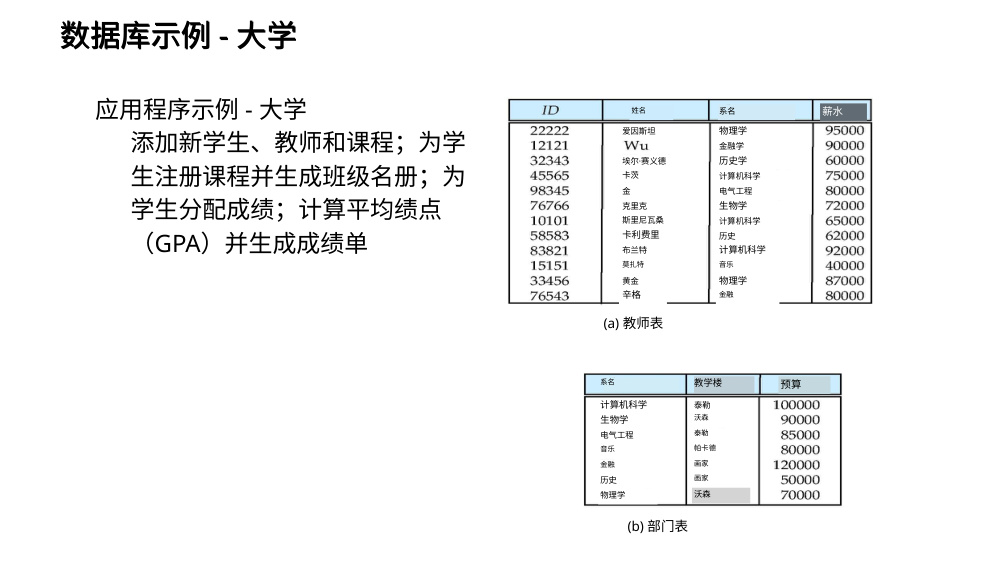 数据库示例 - 大学
应用程序示例 - 大学
添加新学生、教师和课程；为学
生注册课程并生成班级名册；为
学生分配成绩；计算平均绩点
（GPA）并生成成绩单
ID 姓名 系名 薪水
22222 爱因斯坦 物理学 95000
12121 Wu 金融学 90000
32343 埃尔·赛义德 历史学 60000
45565 卡茨 计算机科学 75000
98345 金 电气工程 80000
76766 克里克 生物学 72000
10101 斯里尼瓦桑 计算机科学 65000
58583 卡利费里 历史 62000
83821 布兰特 计算机科学 92000
15151 莫扎特 音乐 40000
33456 黄金 物理学 87000
76543 辛格 金融 80000
(a) 教师表
系名 教学楼 预算
计算机科学 泰勒 100000
生物学 沃森 90000
电气工程 泰勒 85000
音乐 帕卡德 80000
金融 画家 120000
历史 画家 50000
物理学 沃森 70000
(b) 部门表